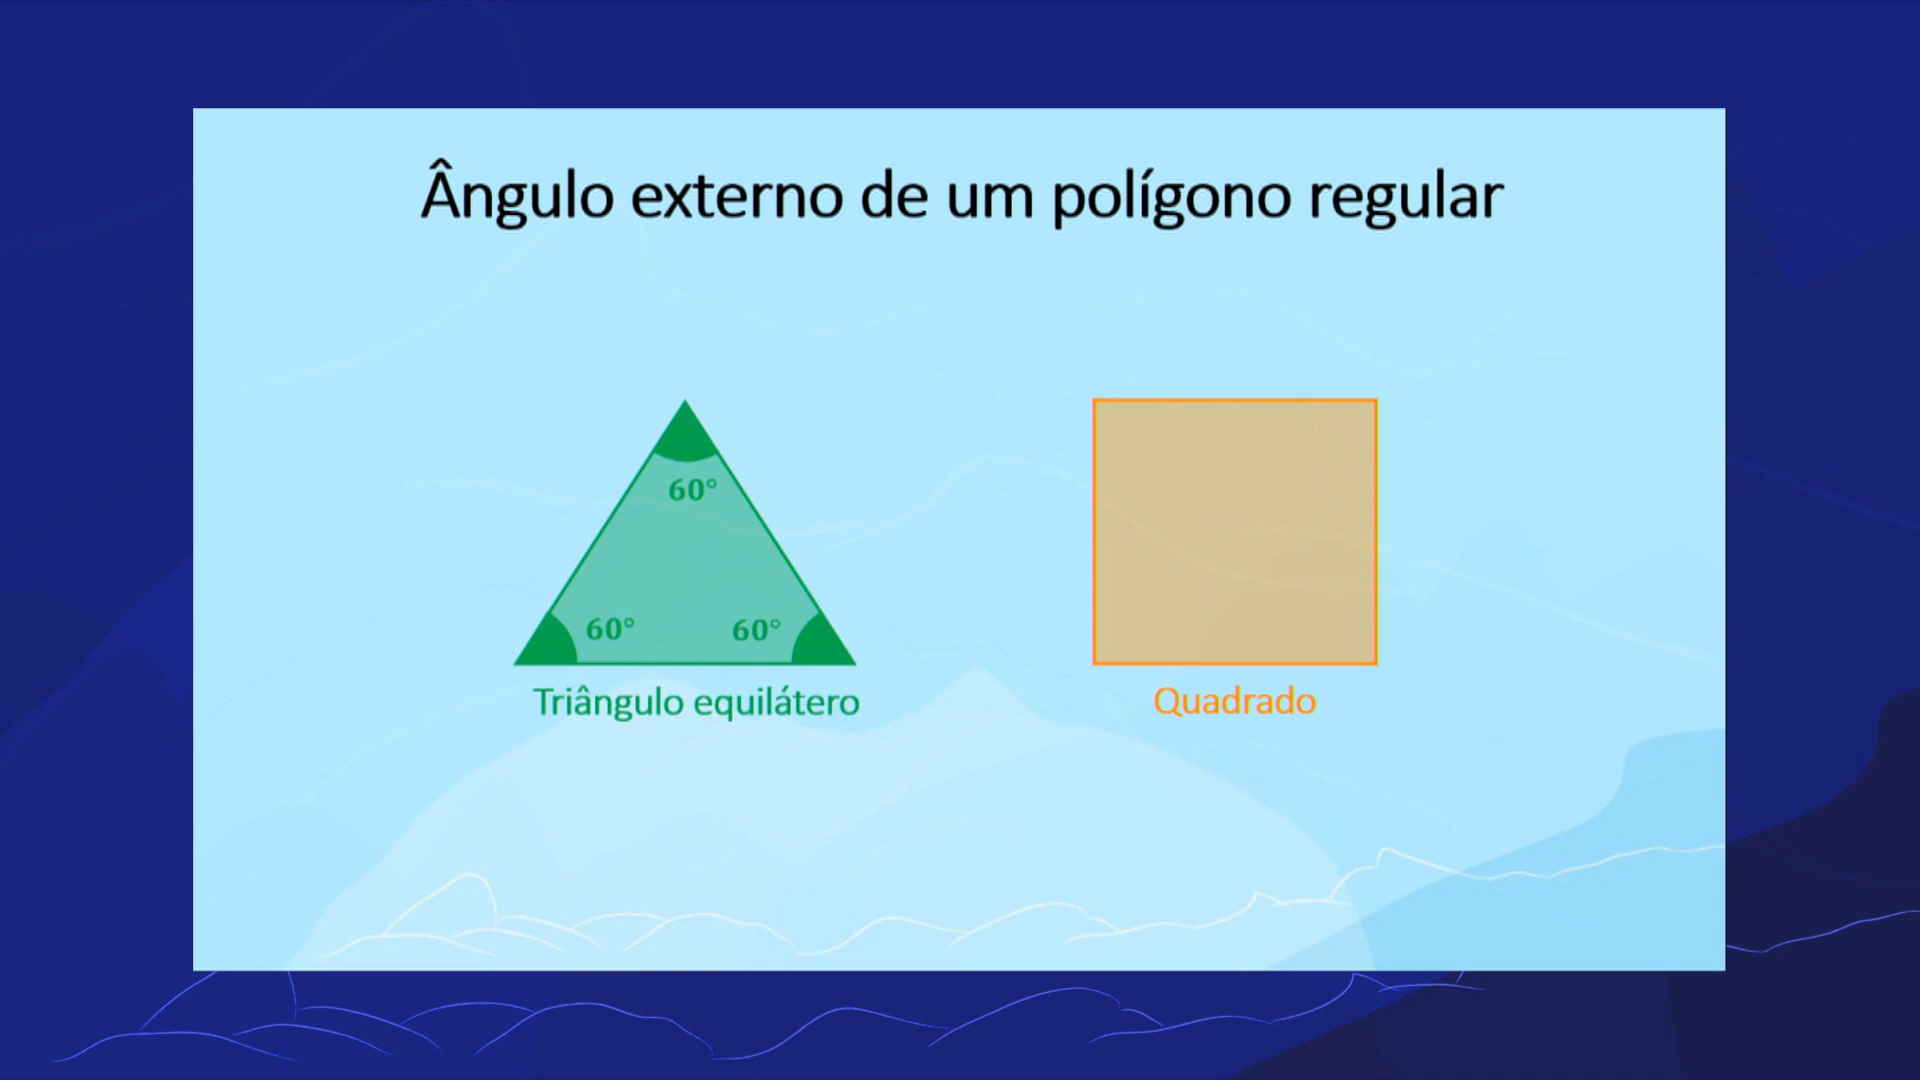 Ângulo externo de um polígono regular
60°
60° 60°
Triângulo equilátero
Quadrado